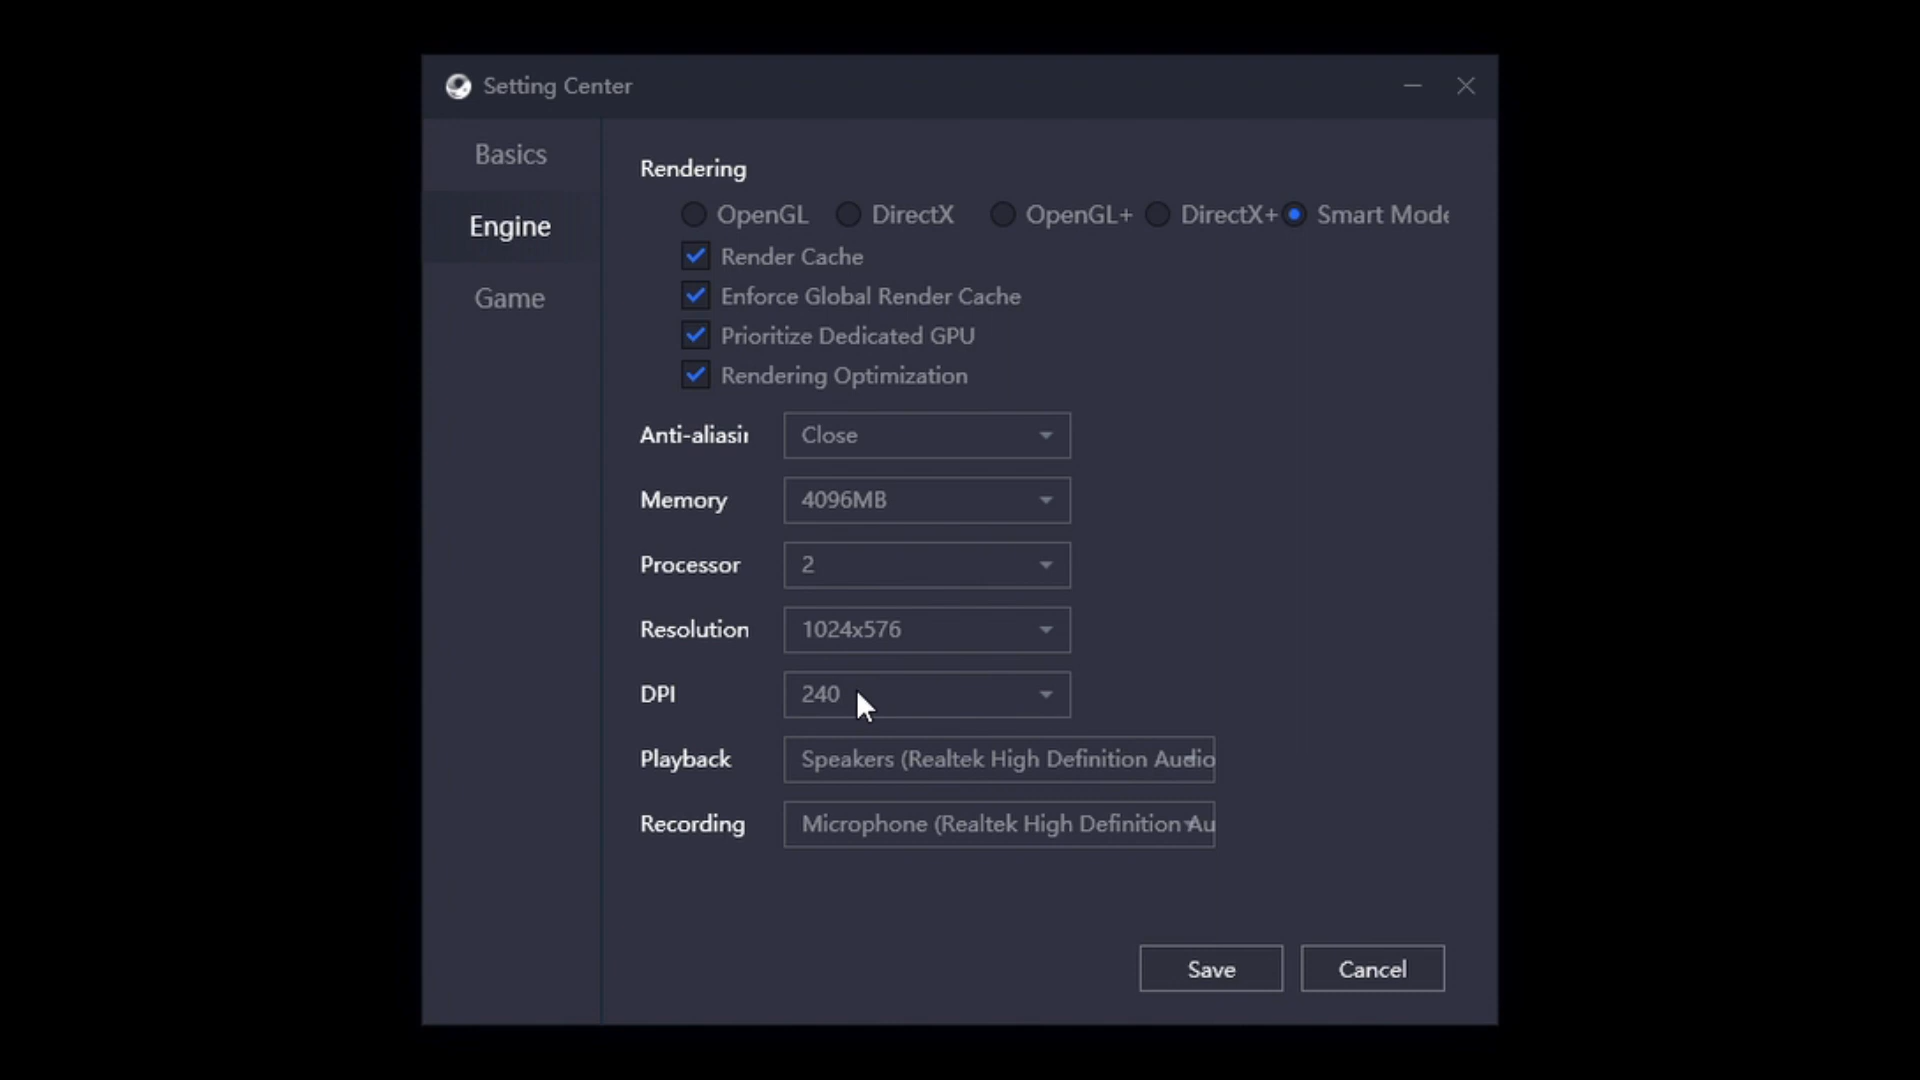 Setting Center
Basics
Engine
Game
Rendering
OpenGL DirectX OpenGL+ DirectX+ Smart Mode
Render Cache
Enforce Global Render Cache
Prioritize Dedicated GPU
Rendering Optimization
Anti-aliasin Close
Memory 4096MB
Processor 2
Resolution 1024x576
DPI 240
Playback Speakers (Realtek High Definition Audio
Recording Microphone (Realtek High Definition Au
Save Cancel